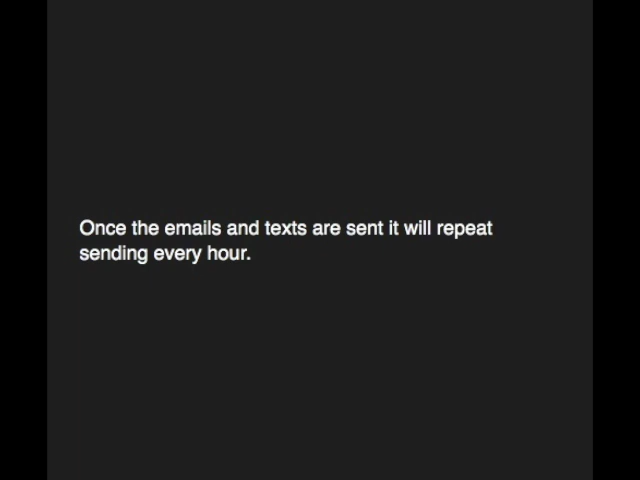 Once the emails and texts are sent it will repeat
sending every hour.